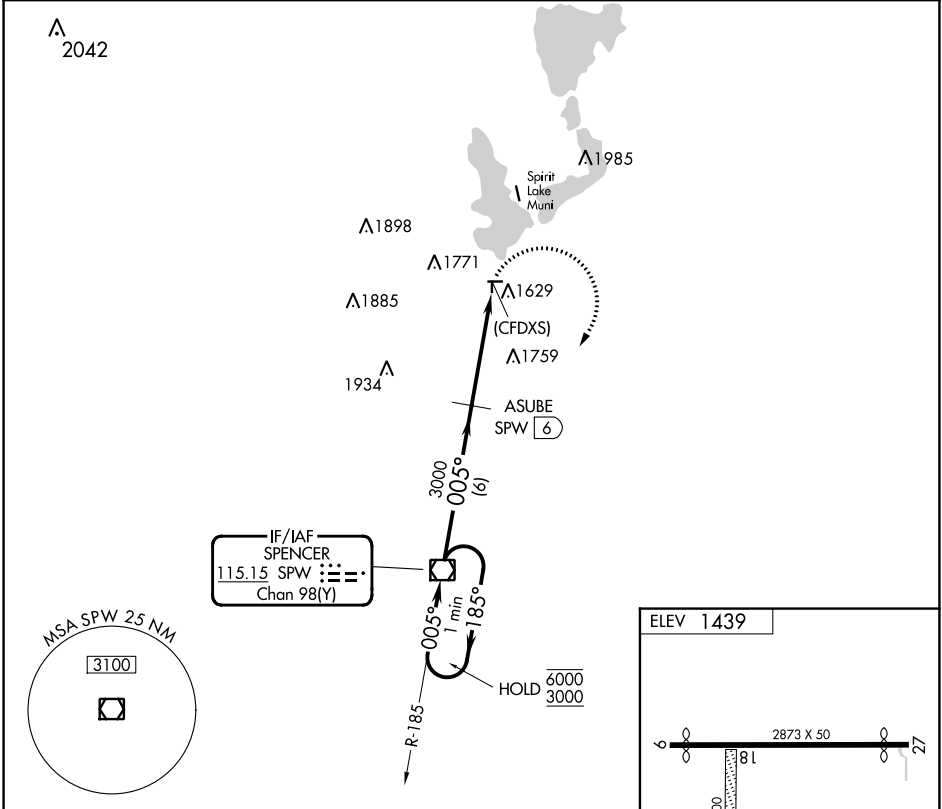 2042
1985
Spirit
Lake
Muni
1898
1771
1885
1629
(CFDXS)
1759
1934
ASUBE
SPW 6
3000
005°
(6)
IF/IAF
SPENCER
115.15 SPW
Chan 98(Y)
005°
1 min
185°
HOLD 6000
3000
R-185
MSA SPW 25 NM
3100
ELEV 1439
9
2873 X 50
27
18